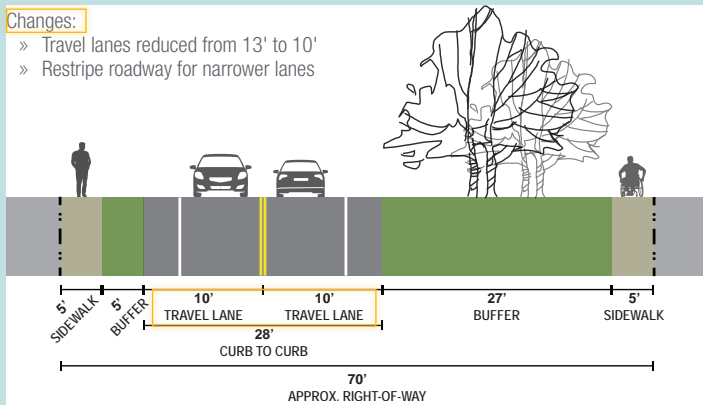 Changes:
» Travel lanes reduced from 13' to 10'
» Restripe roadway for narrower lanes
5'
SIDEWALK
5'
BUFFER
10'
TRAVEL LANE
10'
TRAVEL LANE
27'
BUFFER
5'
SIDEWALK
28'
CURB TO CURB
70'
APPROX. RIGHT-OF-WAY